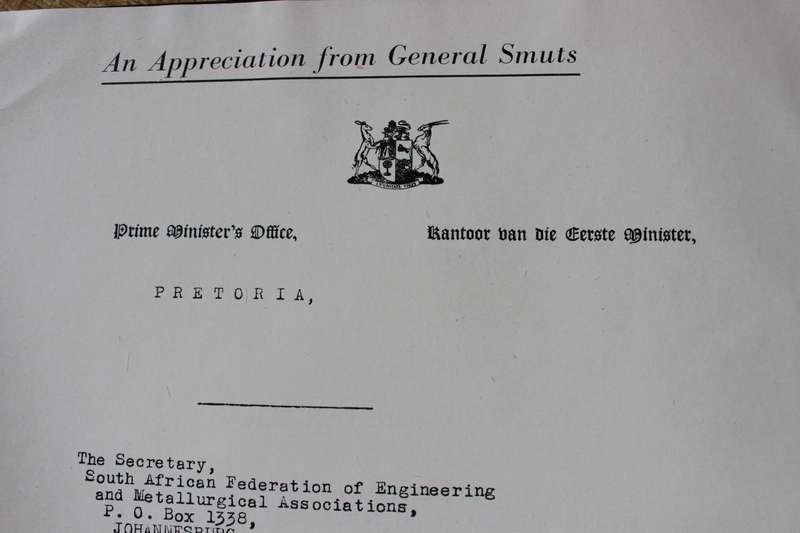 An Appreciation from General Smuts
Prime Minister's Office,
Kantoor van die Eerste Minister,
PRETORIA,
The Secretary,
South African Federation of Engineering
and Metallurgical Associations,
P. O. Box 1338,
JOHANNESBURG